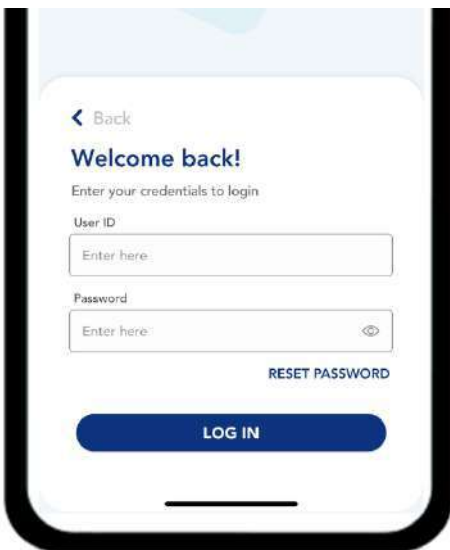 Back
Welcome back!
Enter your credentials to login
User ID
Enter here
Password
Enter here
RESET PASSWORD
LOG IN